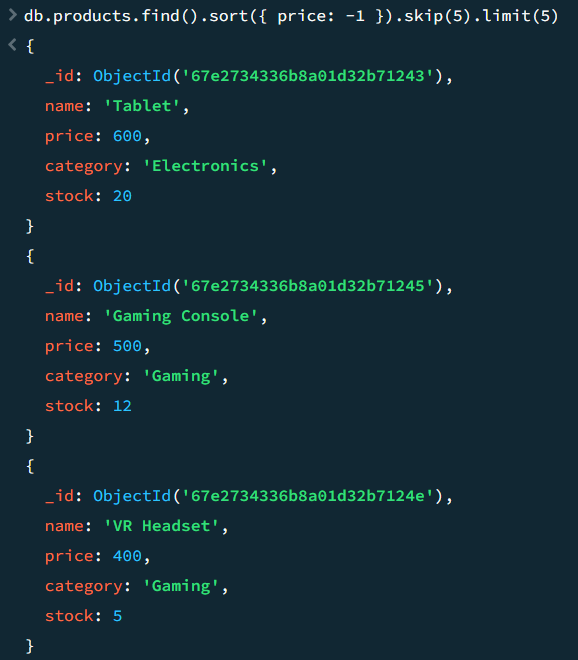 > db.products.find().sort({ price: -1 }).skip(5).limit(5)
< {
_id: ObjectId('67e2734336b8a01d32b71243'),
name: 'Tablet',
price: 600,
category: 'Electronics',
stock: 20
}
{
_id: ObjectId('67e2734336b8a01d32b71245'),
name: 'Gaming Console',
price: 500,
category: 'Gaming',
stock: 12
}
{
_id: ObjectId('67e2734336b8a01d32b7124e'),
name: 'VR Headset',
price: 400,
category: 'Gaming',
stock: 5
}